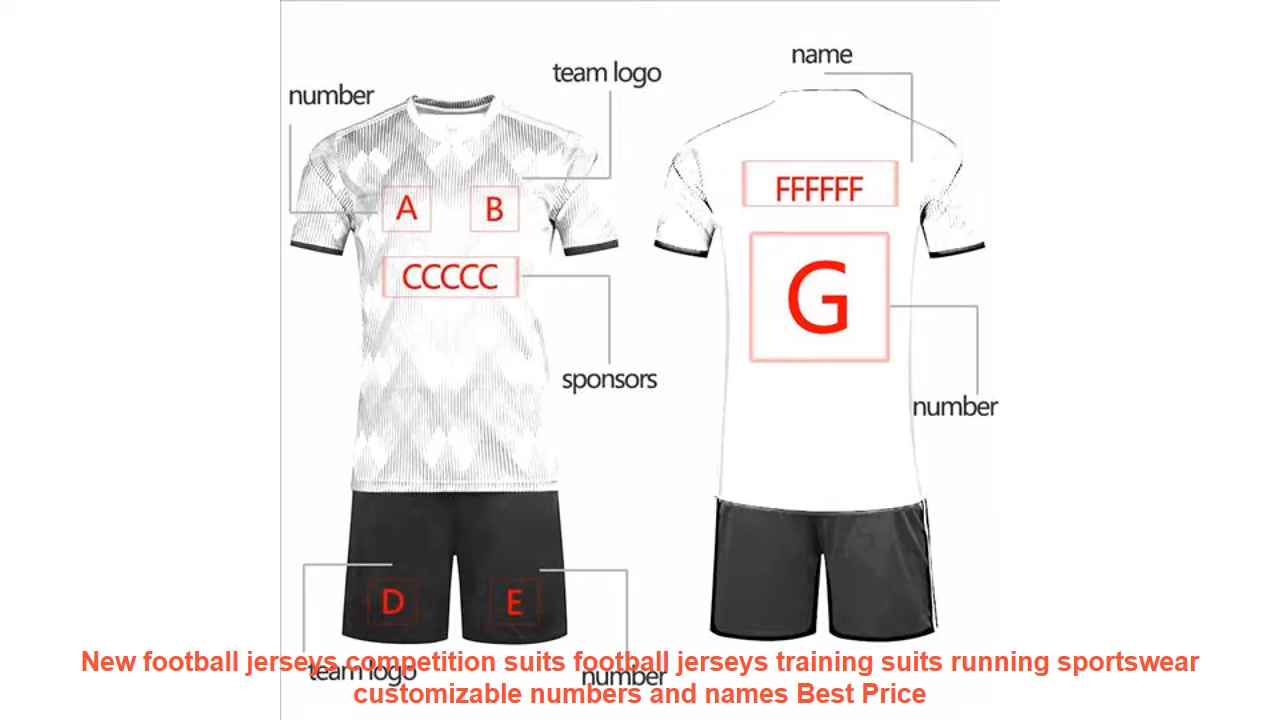 name
team logo
number
A
B
FFFFFF
CCCCC
G
sponsors
number
D
E
team logo
number
New football jerseys competition suits football jerseys training suits running sportswear
customizable numbers and names Best Price